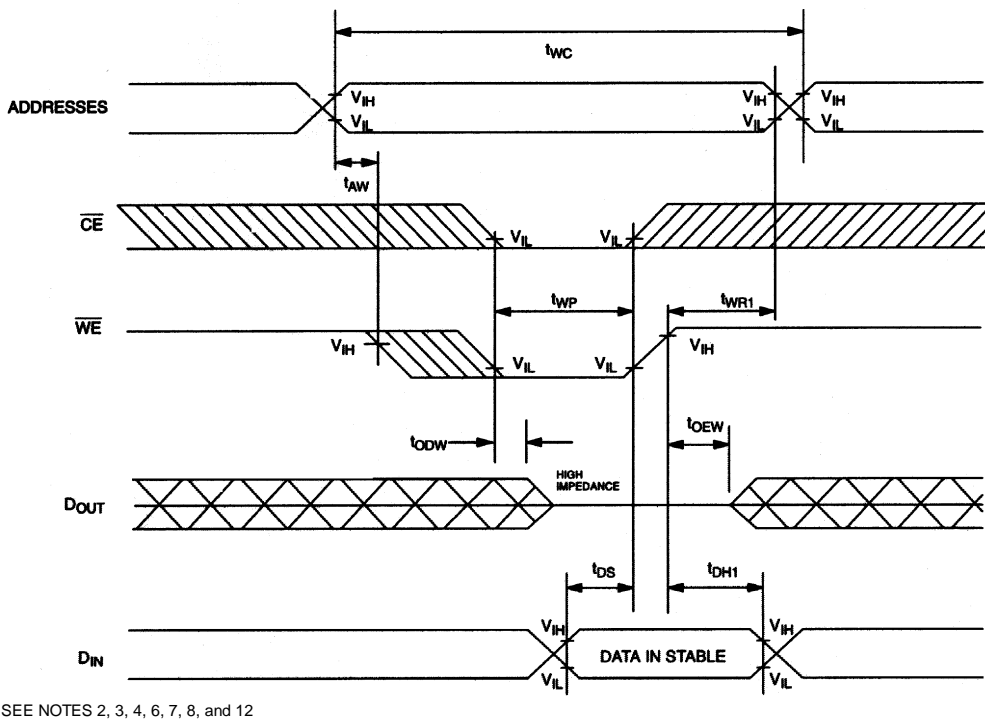 tWC
ADDRESSES
VIH
VIL
VIH
VIL
VIH
VIL
tAW
CE
VIL
VIL
tWP
tWR1
WE
VIH
VIL
VIL
VIH
tODW
tOEW
DOUT
HIGH
IMPEDANCE
tDS
tDH1
DIN
VIH
VIL
DATA IN STABLE
VIH
VIL
SEE NOTES 2, 3, 4, 6, 7, 8, and 12